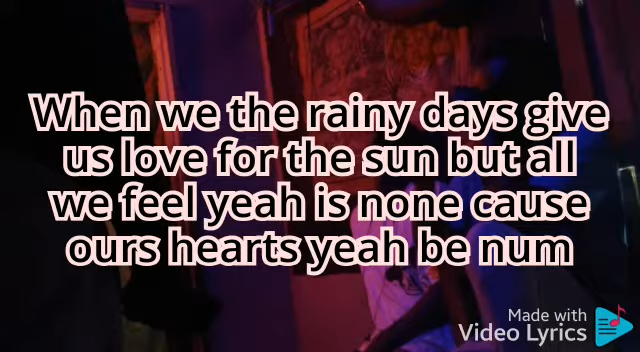 When we the rainy days give
us love for the sun but all
we feel yeah is none cause
ours hearts yeah be num
Made with
Video Lyrics